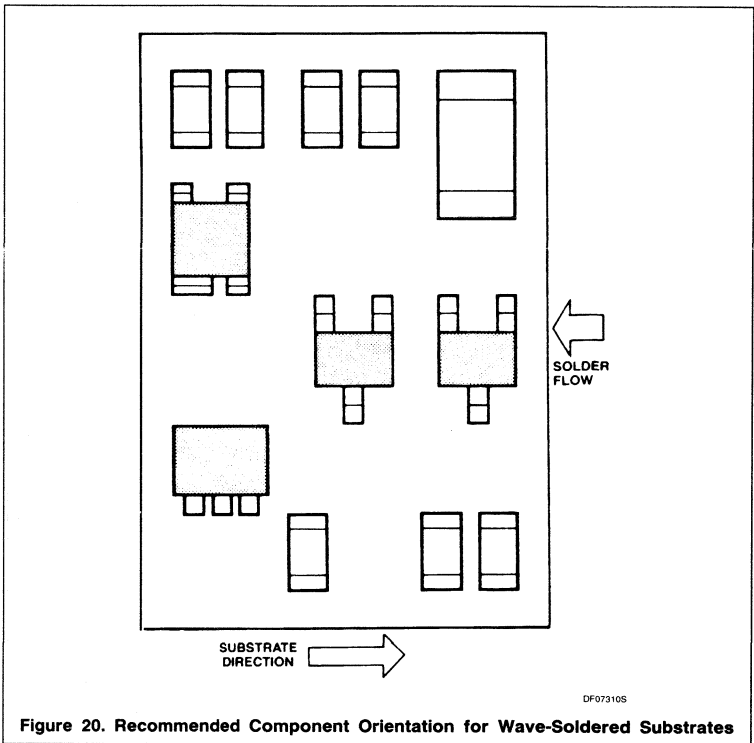 SOLDER
FLOW
SUBSTRATE
DIRECTION
DF07310S
Figure 20. Recommended Component Orientation for Wave-Soldered Substrates